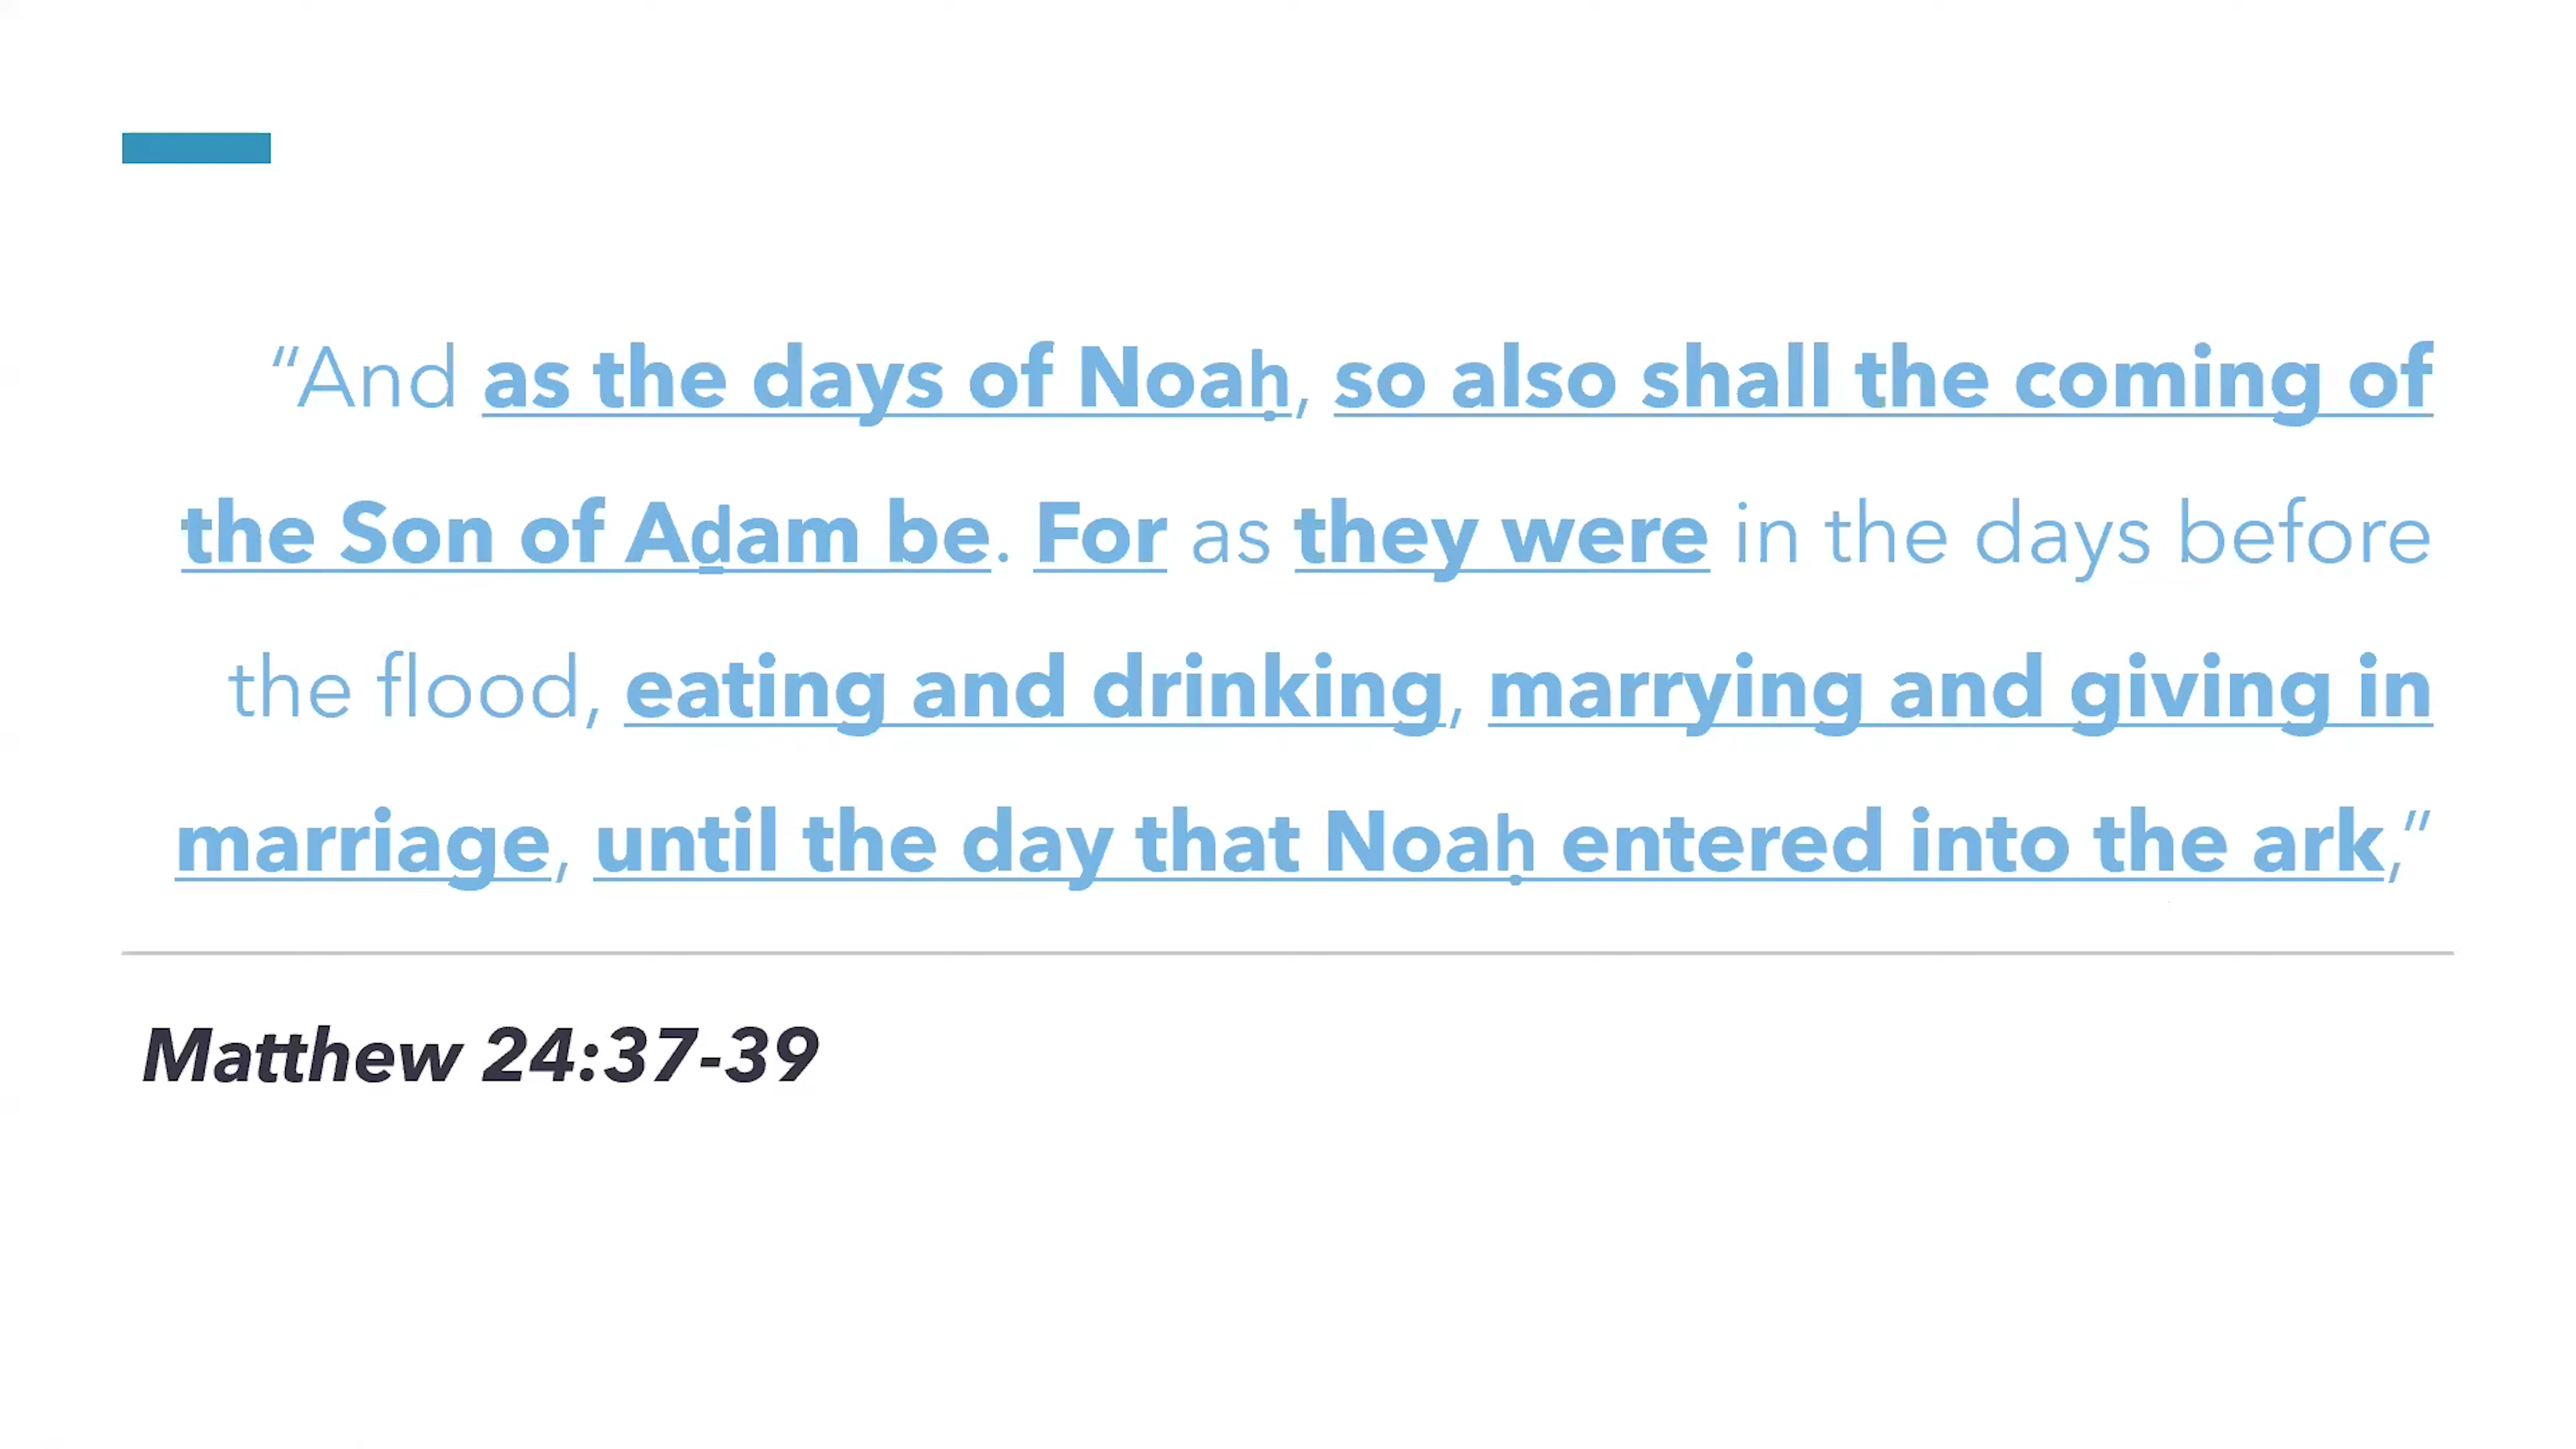 “And as the days of Noaḥ, so also shall the coming of
the Son of Aḏam be. For as they were in the days before
the flood, eating and drinking, marrying and giving in
marriage, until the day that Noaḥ entered into the ark,”
Matthew 24:37-39